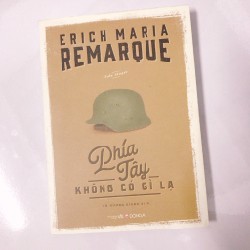 ERICH MARIA
REMARQUE
Phía
Tây
KHÔNG CÓ GÌ LẠ